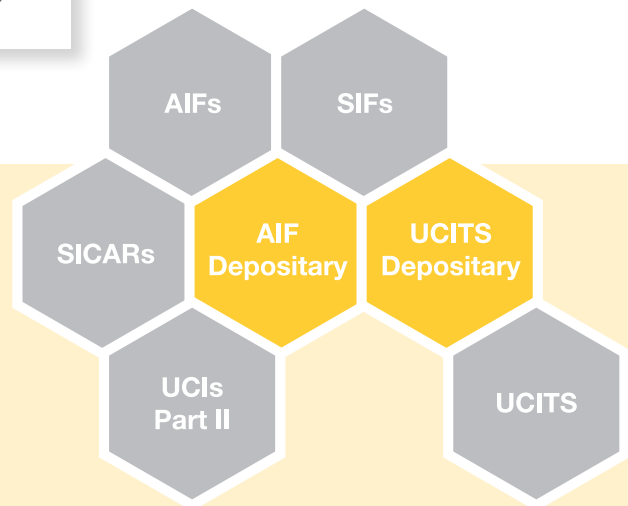 AIFs
SIFs
SICARs
AIF
Depositary
UCITS
Depositary
UCIs
Part II
UCITS